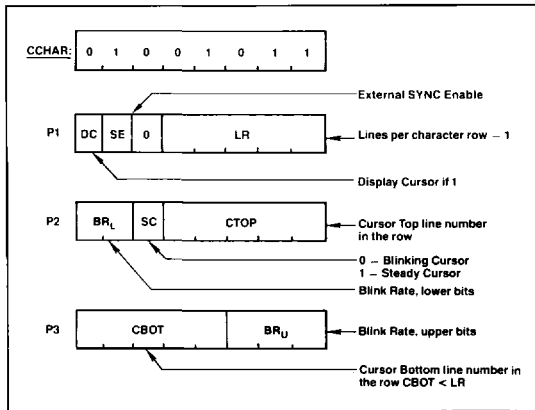 CCHAR: 0 1 0 0 1 0 1 1
External SYNC Enable
P1 DC SE 0 LR Lines per character row – 1
Display Cursor if 1
P2 BRL SC CTOP Cursor Top line number
in the row
0 – Blinking Cursor
1 – Steady Cursor
Blink Rate, lower bits
P3 CBOT BRU Blink Rate, upper bits
Cursor Bottom line number in
the row CBOT < LR